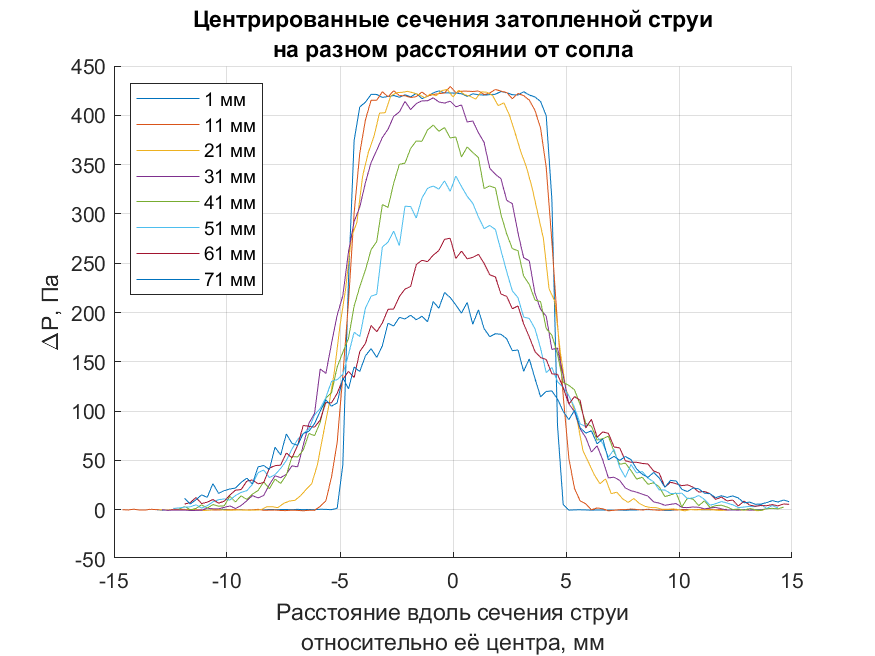 Центрированные сечения затопленной струи
на разном расстоянии от сопла
450
400
350
300
250
200
150
100
50
0
-50
ΔP, Па
1 мм
11 мм
21 мм
31 мм
41 мм
51 мм
61 мм
71 мм
-15 -10 -5 0 5 10 15
Расстояние вдоль сечения струи
относительно её центра, мм